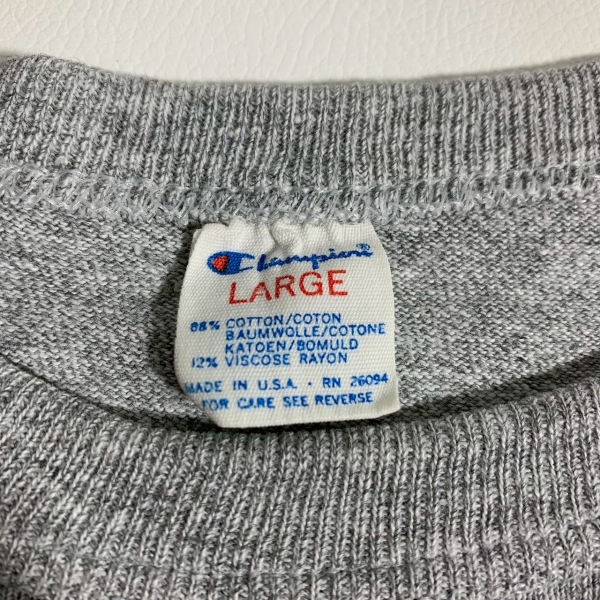 Champion®
LARGE
88% COTTON/COTON
BAUMWOLLE/COTONE
KATOEN/BOMULD
12% VISCOSE RAYON
MADE IN U.S.A. · RN 26094
FOR CARE SEE REVERSE